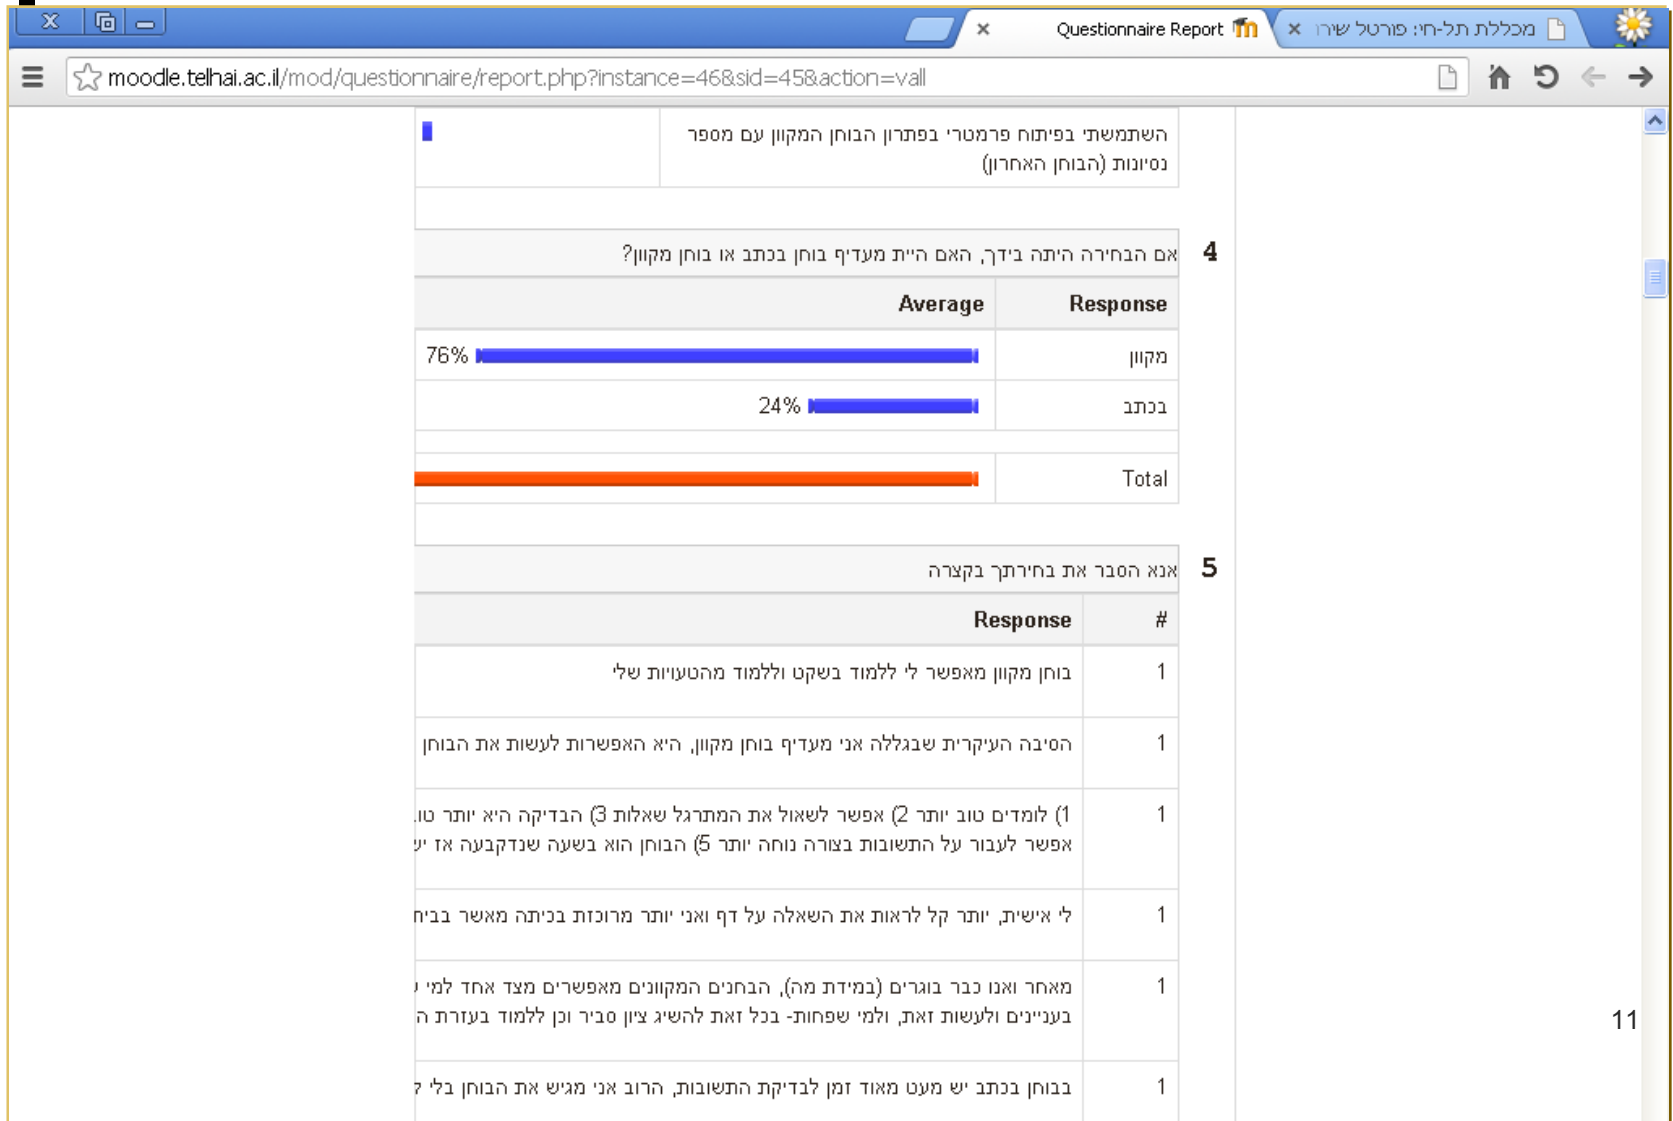 מכללת תל-חי: פורטל שירו
Questionnaire Report
moodle.telhai.ac.il/mod/questionnaire/report.php?instance=46&sid=45&action=vall
השתמשתי בפיתוח פרמטרי בפתרון הבוחן המקוון עם מספר
נסיונות (הבוחן האחרון)
4
אם הבחירה היתה בידך, האם היית מעדיף בוחן בכתב או בוחן מקוון?
Response Average
מקוון 76%
בכתב 24%
Total
5
אנא הסבר את בחירתך בקצרה
# Response
1 בוחן מקוון מאפשר לי ללמוד בשקט וללמוד מהטעויות שלי
1 הסיבה העיקרית שבגללה אני מעדיף בוחן מקוון, היא האפשרות לעשות את הבוחן
1 1) לומדים טוב יותר 2) אפשר לשאול את המתרגל שאלות 3) הבדיקה היא יותר טו
אפשר לעבור על התשובות בצורה נוחה יותר 5) הבוחן הוא בשעה שנדקבעה אז יש
1 לי אישית, יותר קל לראות את השאלה על דף ואני יותר מרוכזת בכיתה מאשר בבית
1 מאחר ואנו כבר בוגרים (במידת מה), הבחנים המקוונים מאפשרים מצד אחד למי
בעניינים ולעשות זאת, ולמי שפחות- בכל זאת להשיג ציון סביר וכן ללמוד בעזרת ה
1 בבוחן בכתב יש מעט מאוד זמן לבדיקת התשובות, הרוב אני מגיש את הבוחן בלי
11